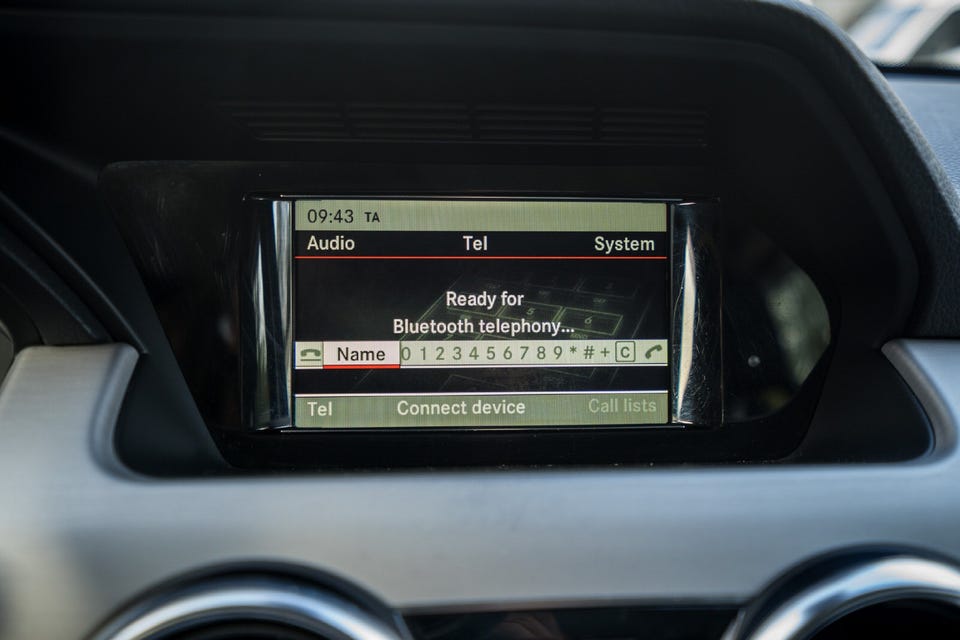 09:43 TA
Audio Tel System
Ready for
Bluetooth telephony...
Name 0 1 2 3 4 5 6 7 8 9 * # + C
Tel Connect device Call lists